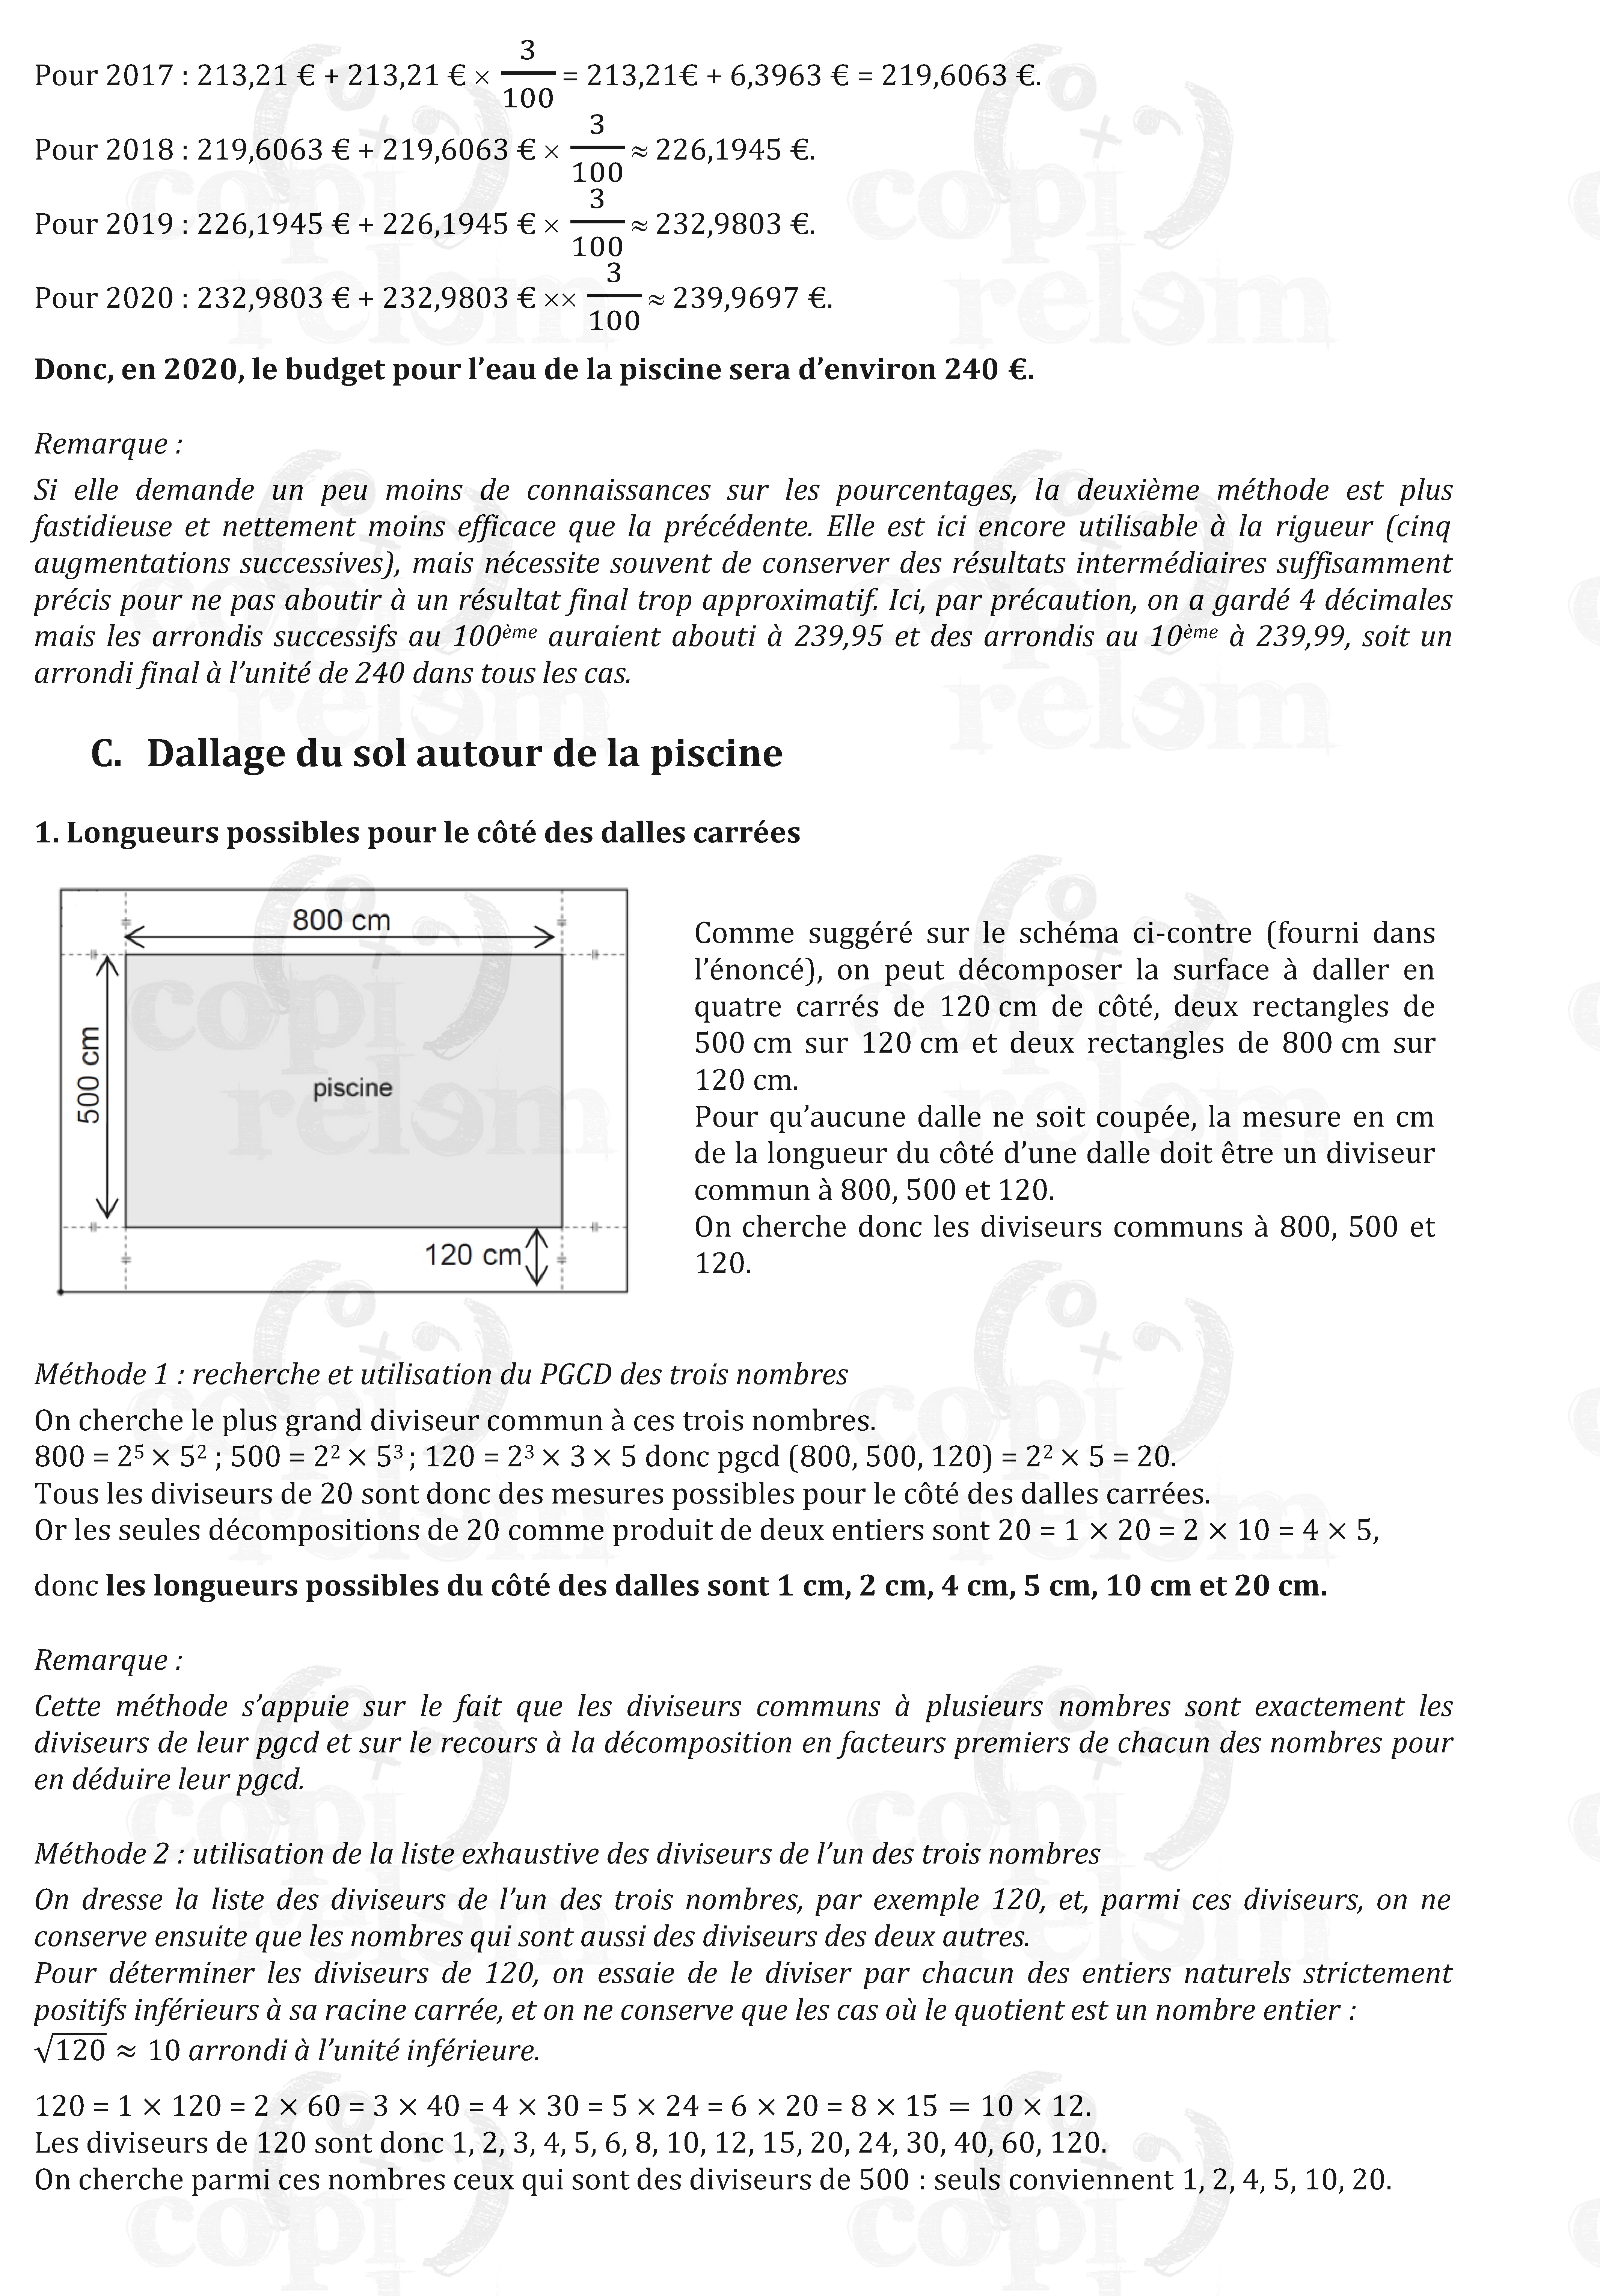 Pour 2017 : 213,21 € + 213,21 € × 3/100 = 213,21€ + 6,3963 € = 219,6063 €.
Pour 2018 : 219,6063 € + 219,6063 € × 3/100 ≈ 226,1945 €.
Pour 2019 : 226,1945 € + 226,1945 € × 3/100 ≈ 232,9803 €.
Pour 2020 : 232,9803 € + 232,9803 € ×× 3/100 ≈ 239,9697 €.
Donc, en 2020, le budget pour l’eau de la piscine sera d’environ 240 €.
Remarque :
Si elle demande un peu moins de connaissances sur les pourcentages, la deuxième méthode est plus
fastidieuse et nettement moins efficace que la précédente. Elle est ici encore utilisable à la rigueur (cinq
augmentations successives), mais nécessite souvent de conserver des résultats intermédiaires suffisamment
précis pour ne pas aboutir à un résultat final trop approximatif. Ici, par précaution, on a gardé 4 décimales
mais les arrondis successifs au 100ème auraient abouti à 239,95 et des arrondis au 10ème à 239,99, soit un
arrondi final à l’unité de 240 dans tous les cas.
C. Dallage du sol autour de la piscine
1. Longueurs possibles pour le côté des dalles carrées
800 cm
500 cm
piscine
120 cm
Comme suggéré sur le schéma ci-contre (fourni dans
l’énoncé), on peut décomposer la surface à daller en
quatre carrés de 120 cm de côté, deux rectangles de
500 cm sur 120 cm et deux rectangles de 800 cm sur
120 cm.
Pour qu’aucune dalle ne soit coupée, la mesure en cm
de la longueur du côté d’une dalle doit être un diviseur
commun à 800, 500 et 120.
On cherche donc les diviseurs communs à 800, 500 et
120.
Méthode 1 : recherche et utilisation du PGCD des trois nombres
On cherche le plus grand diviseur commun à ces trois nombres.
800 = 2⁵ × 5² ; 500 = 2² × 5³ ; 120 = 2³ × 3 × 5 donc pgcd (800, 500, 120) = 2² × 5 = 20.
Tous les diviseurs de 20 sont donc des mesures possibles pour le côté des dalles carrées.
Or les seules décompositions de 20 comme produit de deux entiers sont 20 = 1 × 20 = 2 × 10 = 4 × 5,
donc les longueurs possibles du côté des dalles sont 1 cm, 2 cm, 4 cm, 5 cm, 10 cm et 20 cm.
Remarque :
Cette méthode s’appuie sur le fait que les diviseurs communs à plusieurs nombres sont exactement les
diviseurs de leur pgcd et sur le recours à la décomposition en facteurs premiers de chacun des nombres pour
en déduire leur pgcd.
Méthode 2 : utilisation de la liste exhaustive des diviseurs de l’un des trois nombres
On dresse la liste des diviseurs de l’un des trois nombres, par exemple 120, et, parmi ces diviseurs, on ne
conserve ensuite que les nombres qui sont aussi des diviseurs des deux autres.
Pour déterminer les diviseurs de 120, on essaie de le diviser par chacun des entiers naturels strictement
positifs inférieurs à sa racine carrée, et on ne conserve que les cas où le quotient est un nombre entier :
√120 ≈ 10 arrondi à l’unité inférieure.
120 = 1 × 120 = 2 × 60 = 3 × 40 = 4 × 30 = 5 × 24 = 6 × 20 = 8 × 15 = 10 × 12.
Les diviseurs de 120 sont donc 1, 2, 3, 4, 5, 6, 8, 10, 12, 15, 20, 24, 30, 40, 60, 120.
On cherche parmi ces nombres ceux qui sont des diviseurs de 500 : seuls conviennent 1, 2, 4, 5, 10, 20.